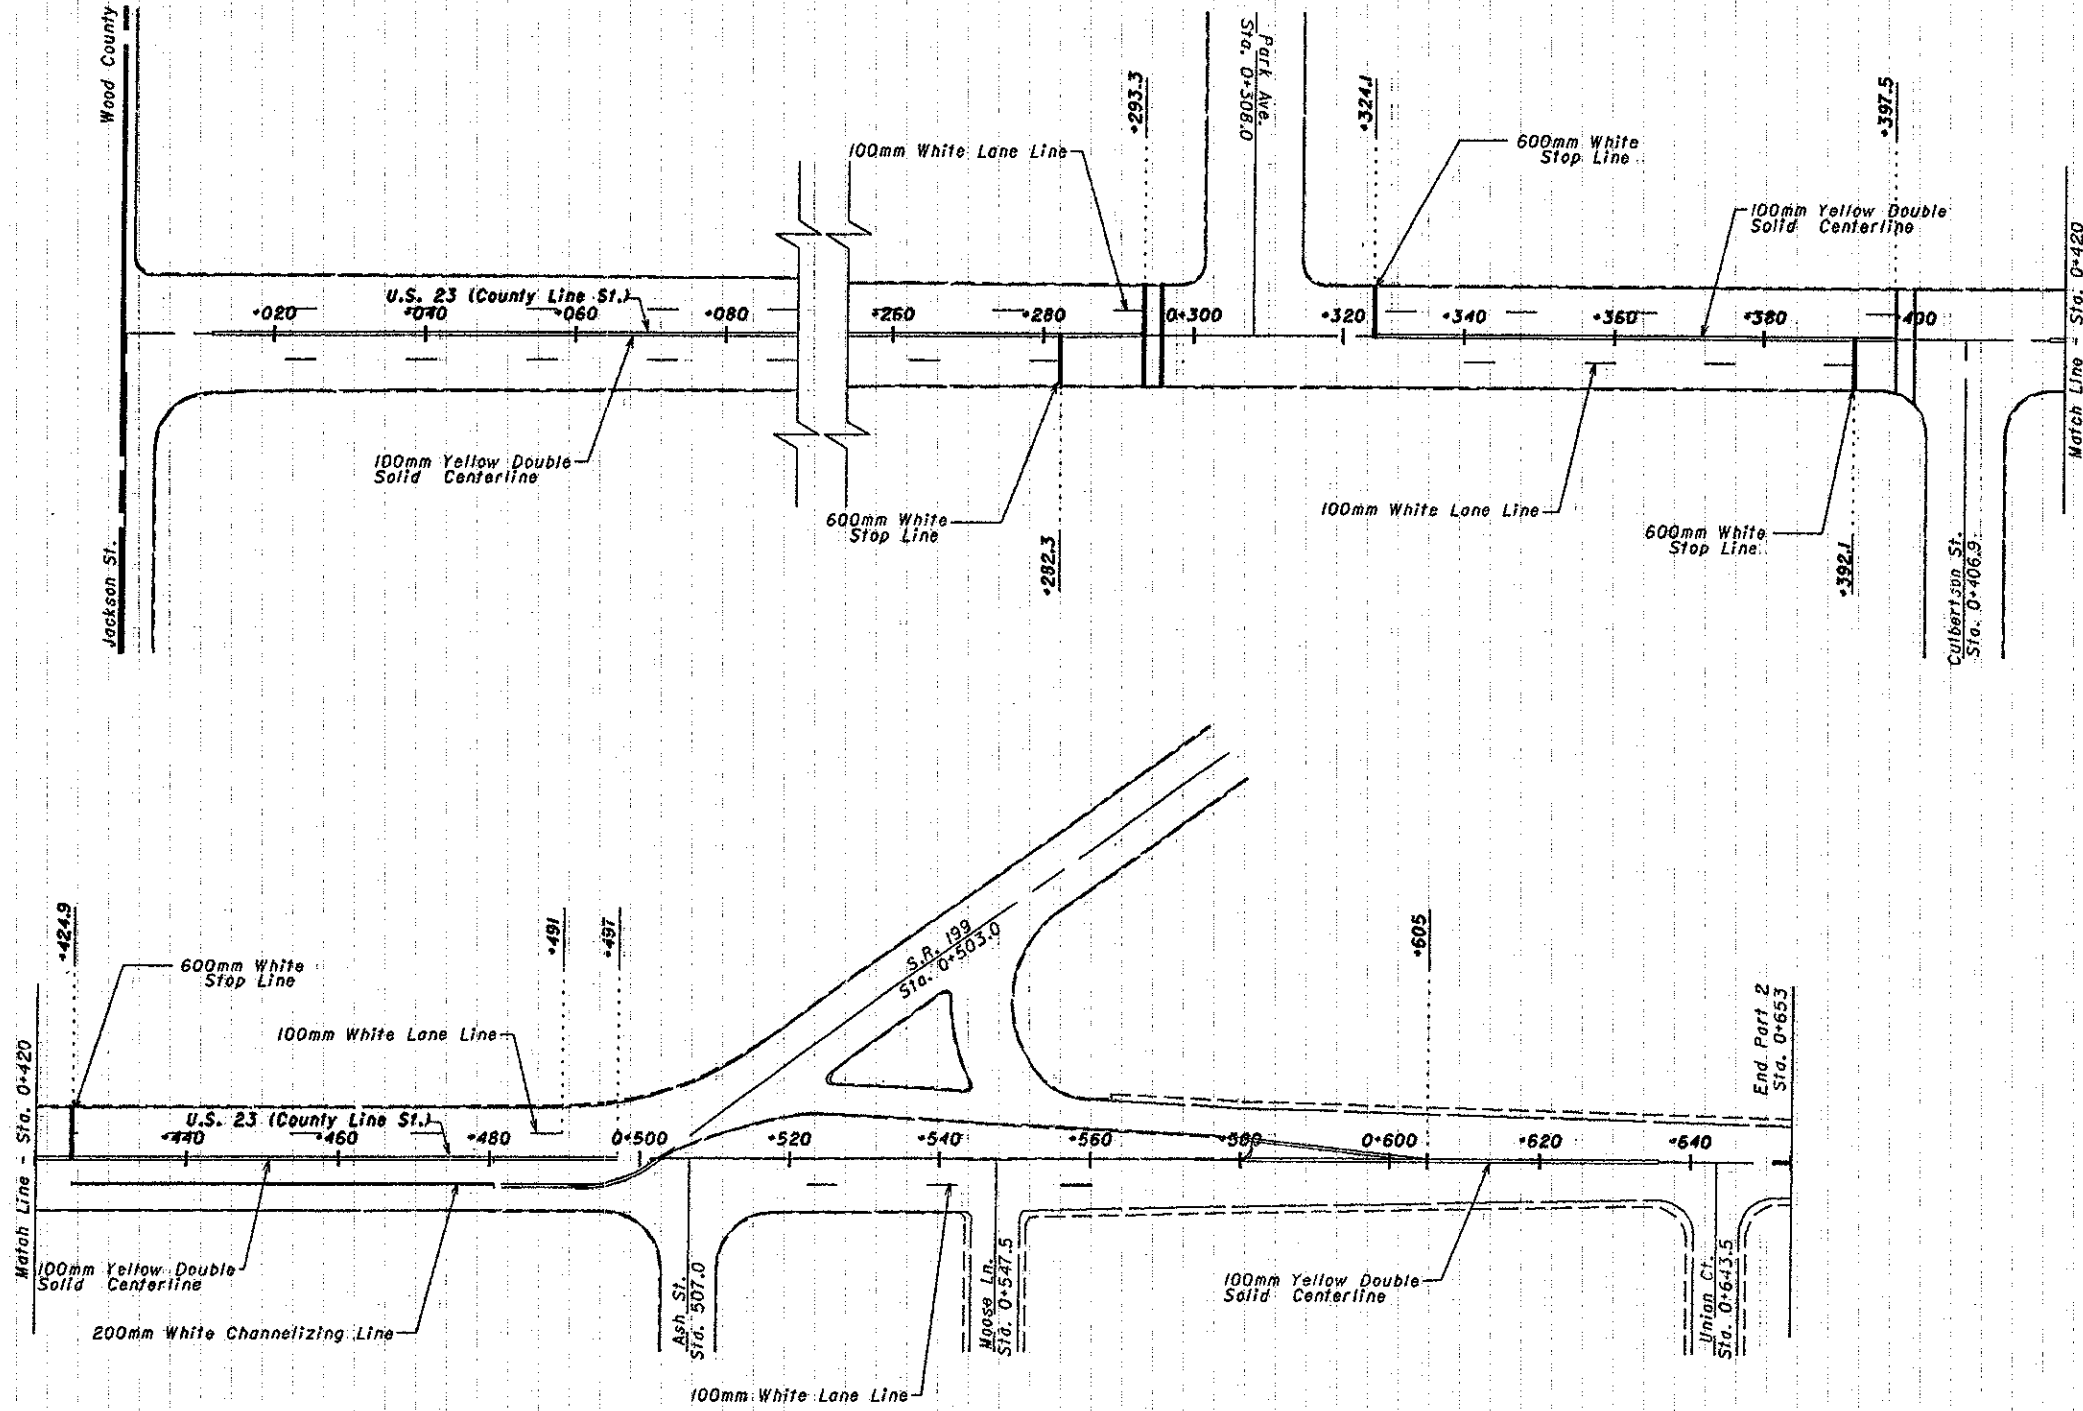 Wood County
Jackson St.
U.S. 23 (County Line St.)
+020
+040
+060
+080
+260
+280
0+300
+320
+340
+360
+380
+400
100mm White Lane Line
+293.3
Park Ave.
Sta. 0+308.0
+324.1
600mm White
Stop Line
+397.5
100mm Yellow Double
Solid Centerline
Match Line - Sta. 0+420
100mm Yellow Double
Solid Centerline
600mm White
Stop Line
+282.3
100mm White Lane Line
600mm White
Stop Line
+392.1
Culbertson St.
Sta. 0+406.9
Match Line - Sta. 0+420
+424.9
600mm White
Stop Line
100mm White Lane Line
+491
+497
S.R. 199
Sta. 0+503.0
+605
End Part 2
Sta. 0+653
U.S. 23 (County Line St.)
+440
+460
+480
0+500
+520
+540
+560
+580
0+600
+620
+640
100mm Yellow Double
Solid Centerline
200mm White Channelizing Line
Ash St.
Sta. 507.0
Moose Ln.
Sta. 0+547.5
100mm White Lane Line
100mm Yellow Double
Solid Centerline
Union Ct.
Sta. 0+643.5